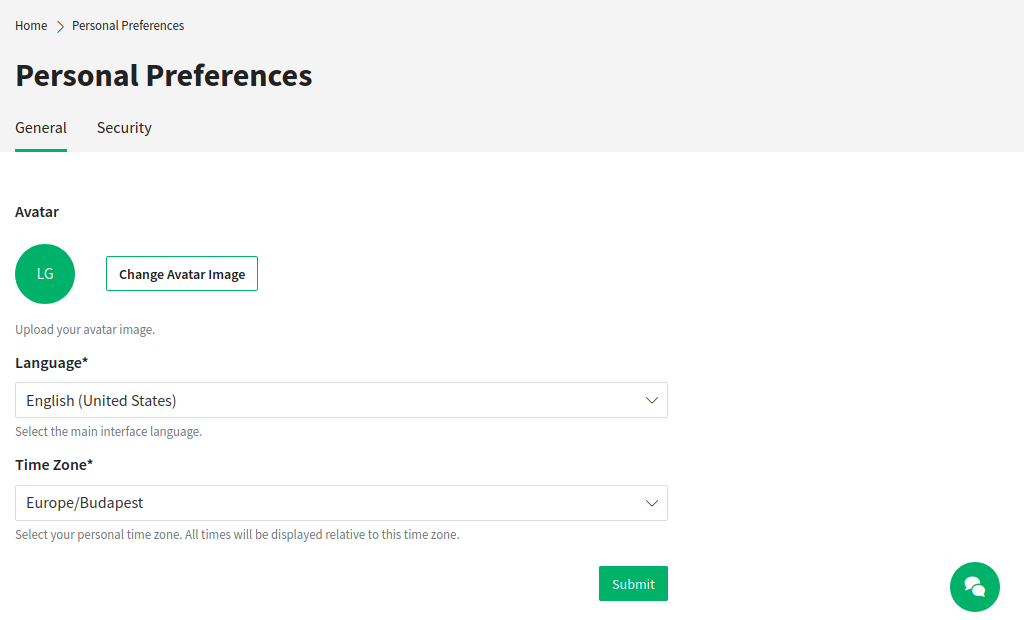 Home Personal Preferences
Personal Preferences
General Security
Avatar
LG Change Avatar Image
Upload your avatar image.
Language*
English (United States)
Select the main interface language.
Time Zone*
Europe/Budapest
Select your personal time zone. All times will be displayed relative to this time zone.
Submit